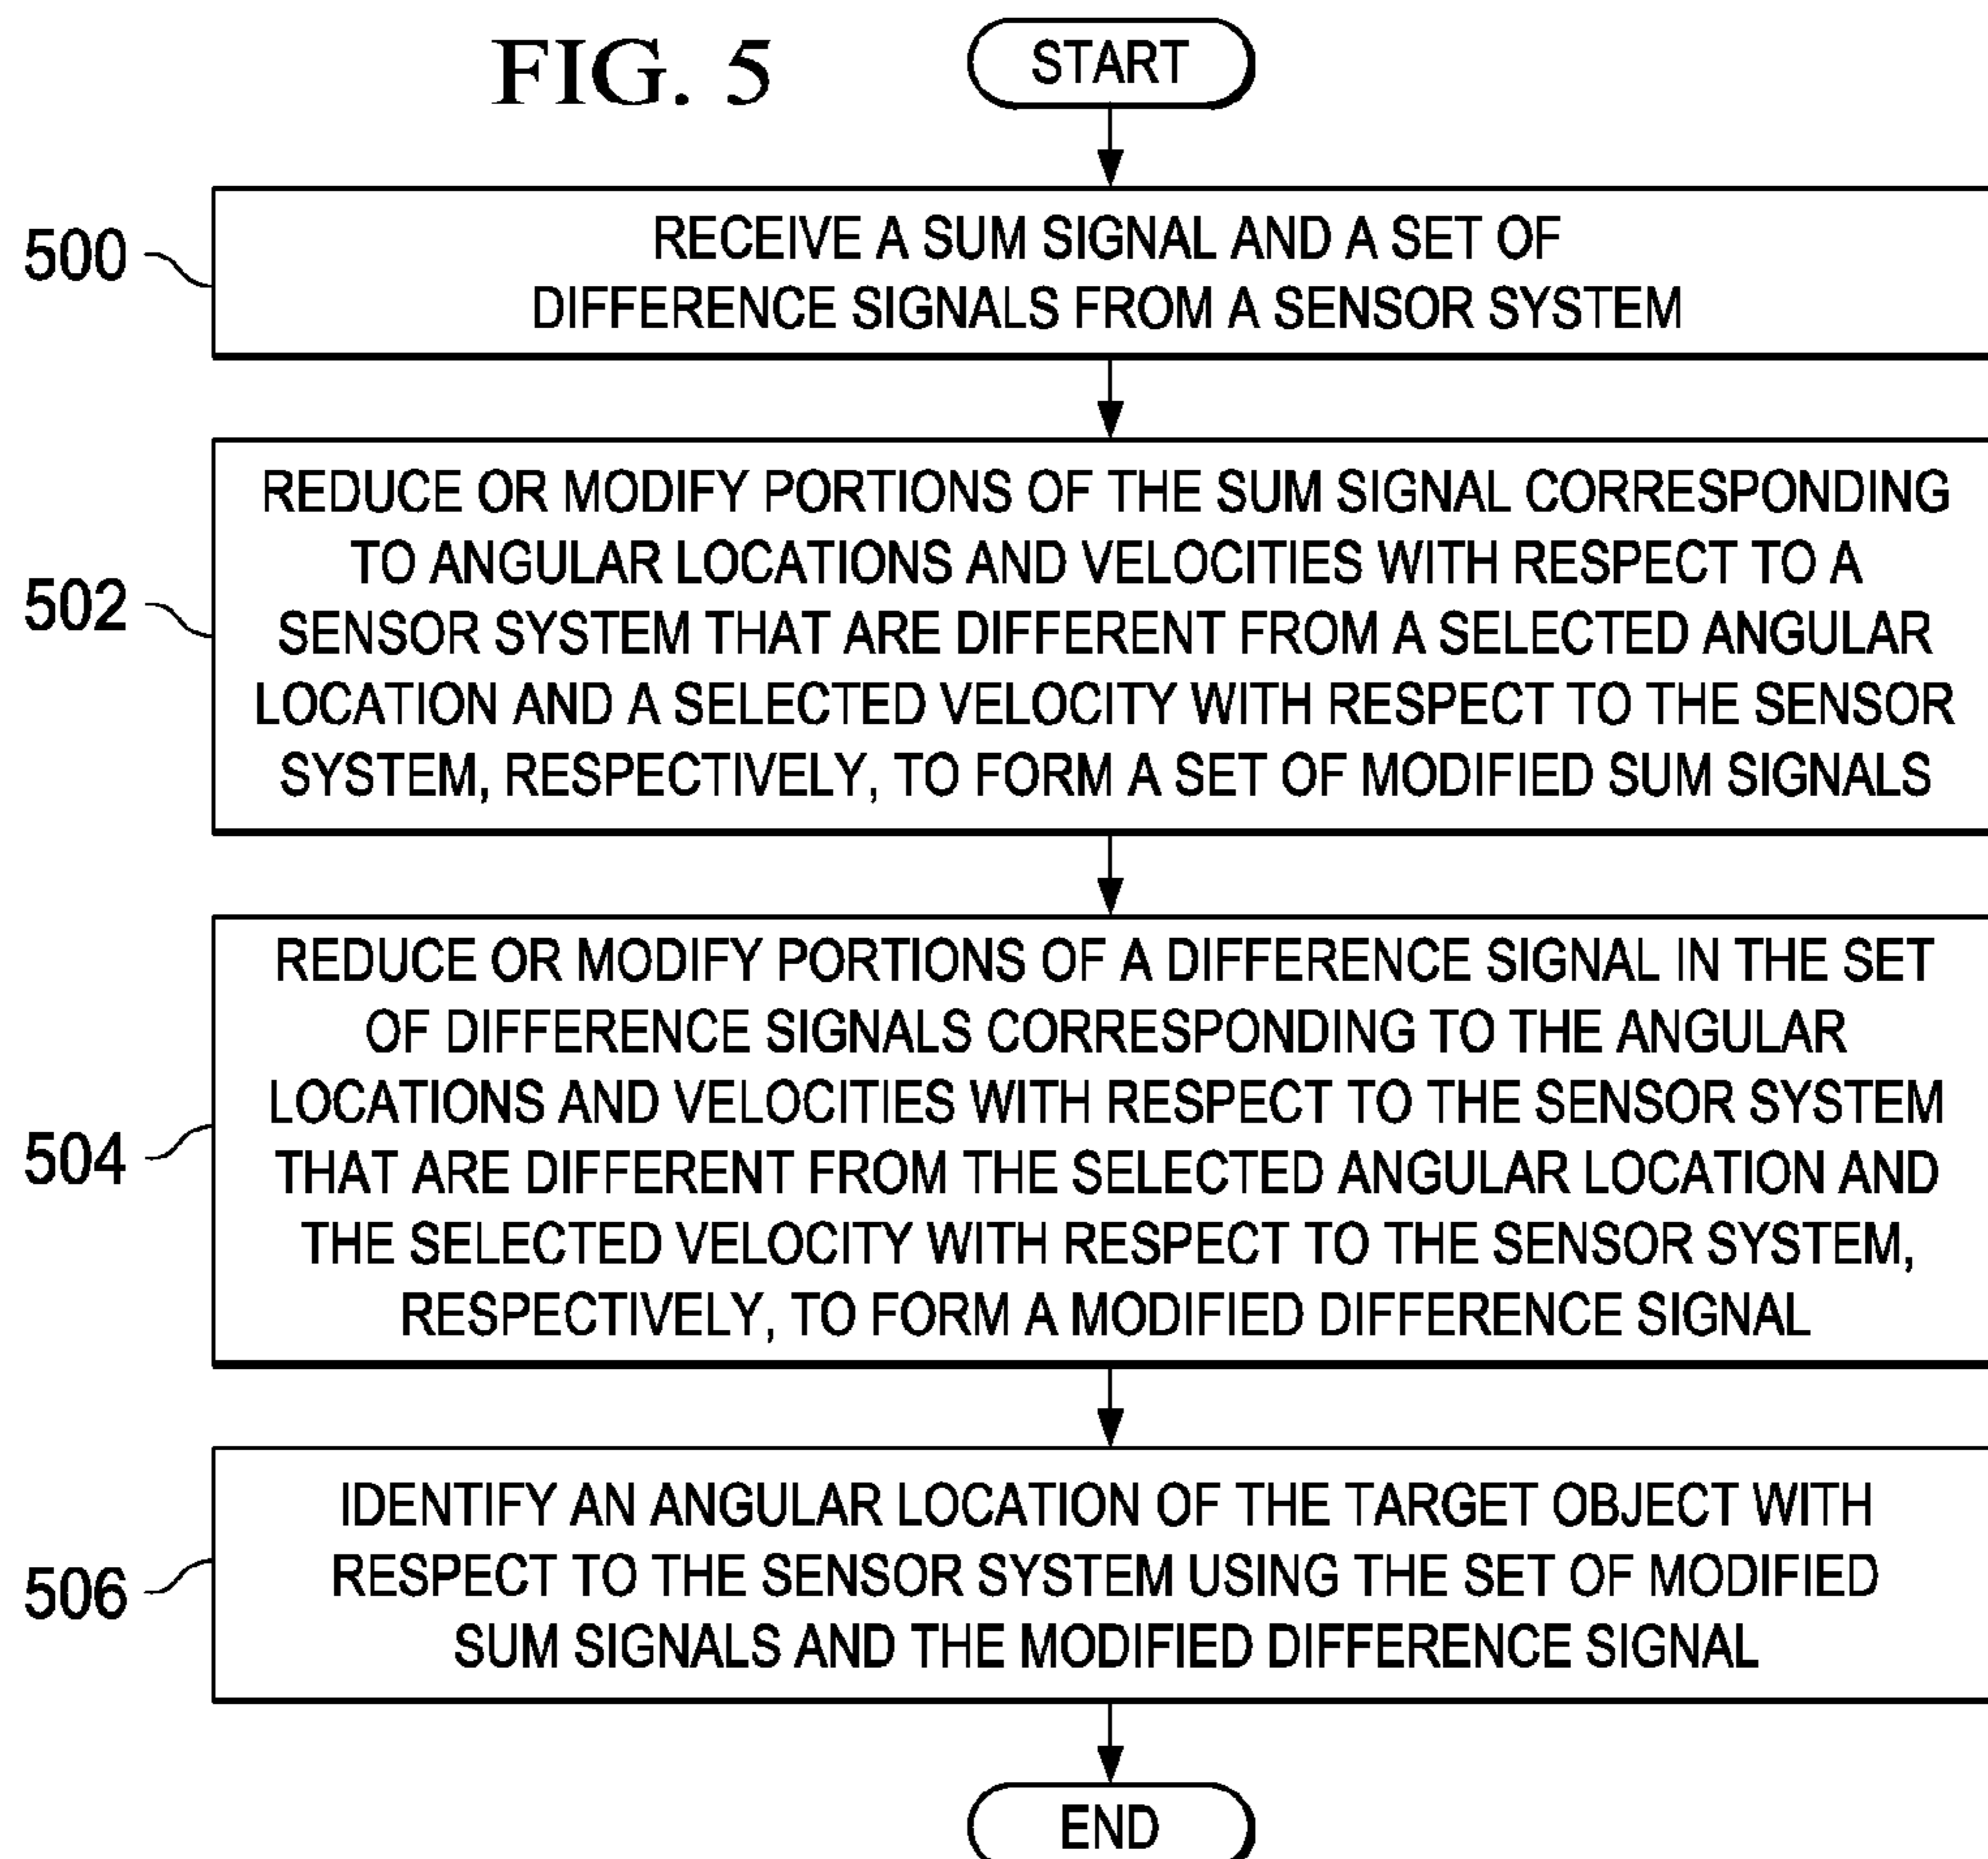 FIG. 5
START
500
RECEIVE A SUM SIGNAL AND A SET OF
DIFFERENCE SIGNALS FROM A SENSOR SYSTEM
502
REDUCE OR MODIFY PORTIONS OF THE SUM SIGNAL CORRESPONDING
TO ANGULAR LOCATIONS AND VELOCITIES WITH RESPECT TO A
SENSOR SYSTEM THAT ARE DIFFERENT FROM A SELECTED ANGULAR
LOCATION AND A SELECTED VELOCITY WITH RESPECT TO THE SENSOR
SYSTEM, RESPECTIVELY, TO FORM A SET OF MODIFIED SUM SIGNALS
504
REDUCE OR MODIFY PORTIONS OF A DIFFERENCE SIGNAL IN THE SET
OF DIFFERENCE SIGNALS CORRESPONDING TO THE ANGULAR
LOCATIONS AND VELOCITIES WITH RESPECT TO THE SENSOR SYSTEM
THAT ARE DIFFERENT FROM THE SELECTED ANGULAR LOCATION AND
THE SELECTED VELOCITY WITH RESPECT TO THE SENSOR SYSTEM,
RESPECTIVELY, TO FORM A MODIFIED DIFFERENCE SIGNAL
506
IDENTIFY AN ANGULAR LOCATION OF THE TARGET OBJECT WITH
RESPECT TO THE SENSOR SYSTEM USING THE SET OF MODIFIED
SUM SIGNALS AND THE MODIFIED DIFFERENCE SIGNAL
END